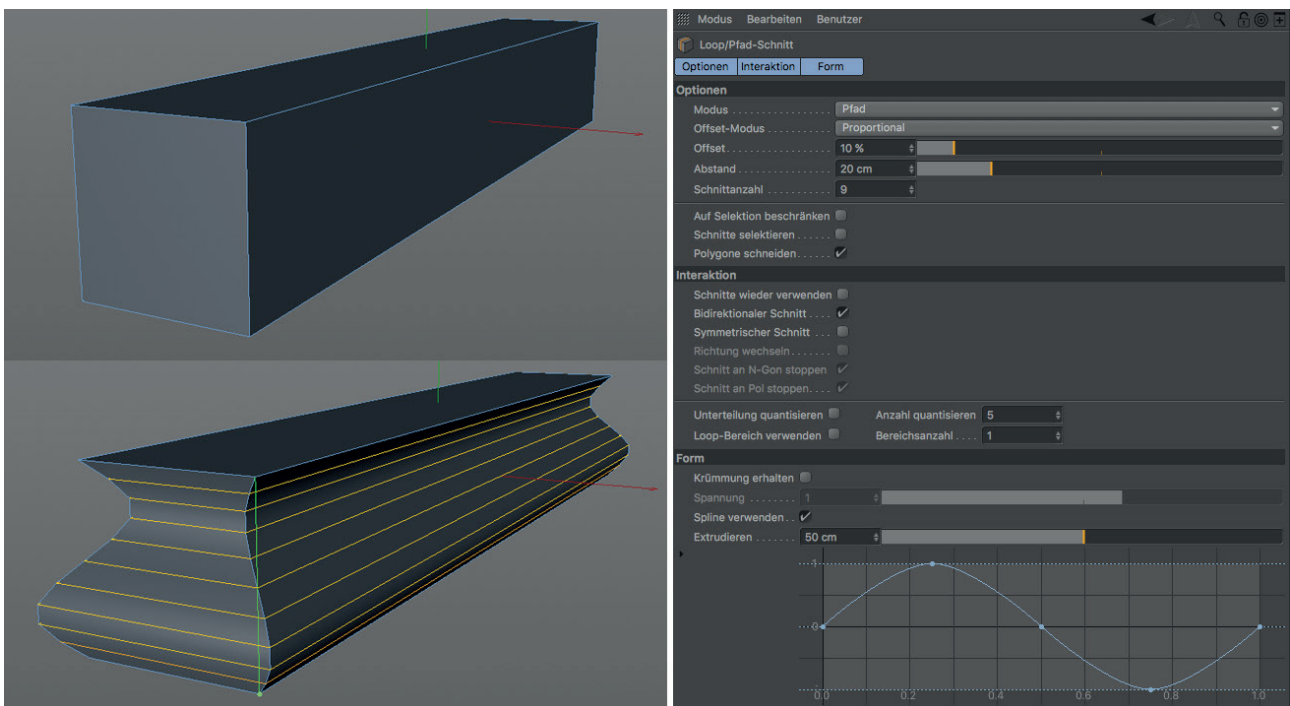 Modus Bearbeiten Benutzer
Loop/Pfad-Schnitt
Optionen Interaktion Form
Optionen
Modus . . . . . . . . . . . . . Pfad
Offset-Modus . . . . . . . . . Proportional
Offset . . . . . . . . . . . . . 10 %
Abstand . . . . . . . . . . . . 20 cm
Schnittanzahl . . . . . . . . . 9
Auf Selektion beschränken
Schnitte selektieren . . . . . .
Polygone schneiden . . . . .
Interaktion
Schnitte wieder verwenden
Bidirektionaler Schnitt . . . .
Symmetrischer Schnitt . . .
Richtung wechseln . . . . . . .
Schnitt an N-Gon stoppen
Schnitt an Pol stoppen . . . .
Unterteilung quantisieren Anzahl quantisieren 5
Loop-Bereich verwenden Bereichsanzahl . . . . 1
Form
Krümmung erhalten
Spannung . . . . . . . . 1
Spline verwenden . .
Extrudieren . . . . . . . 50 cm
1
0
0.0 0.2 0.4 0.6 0.8 1.0